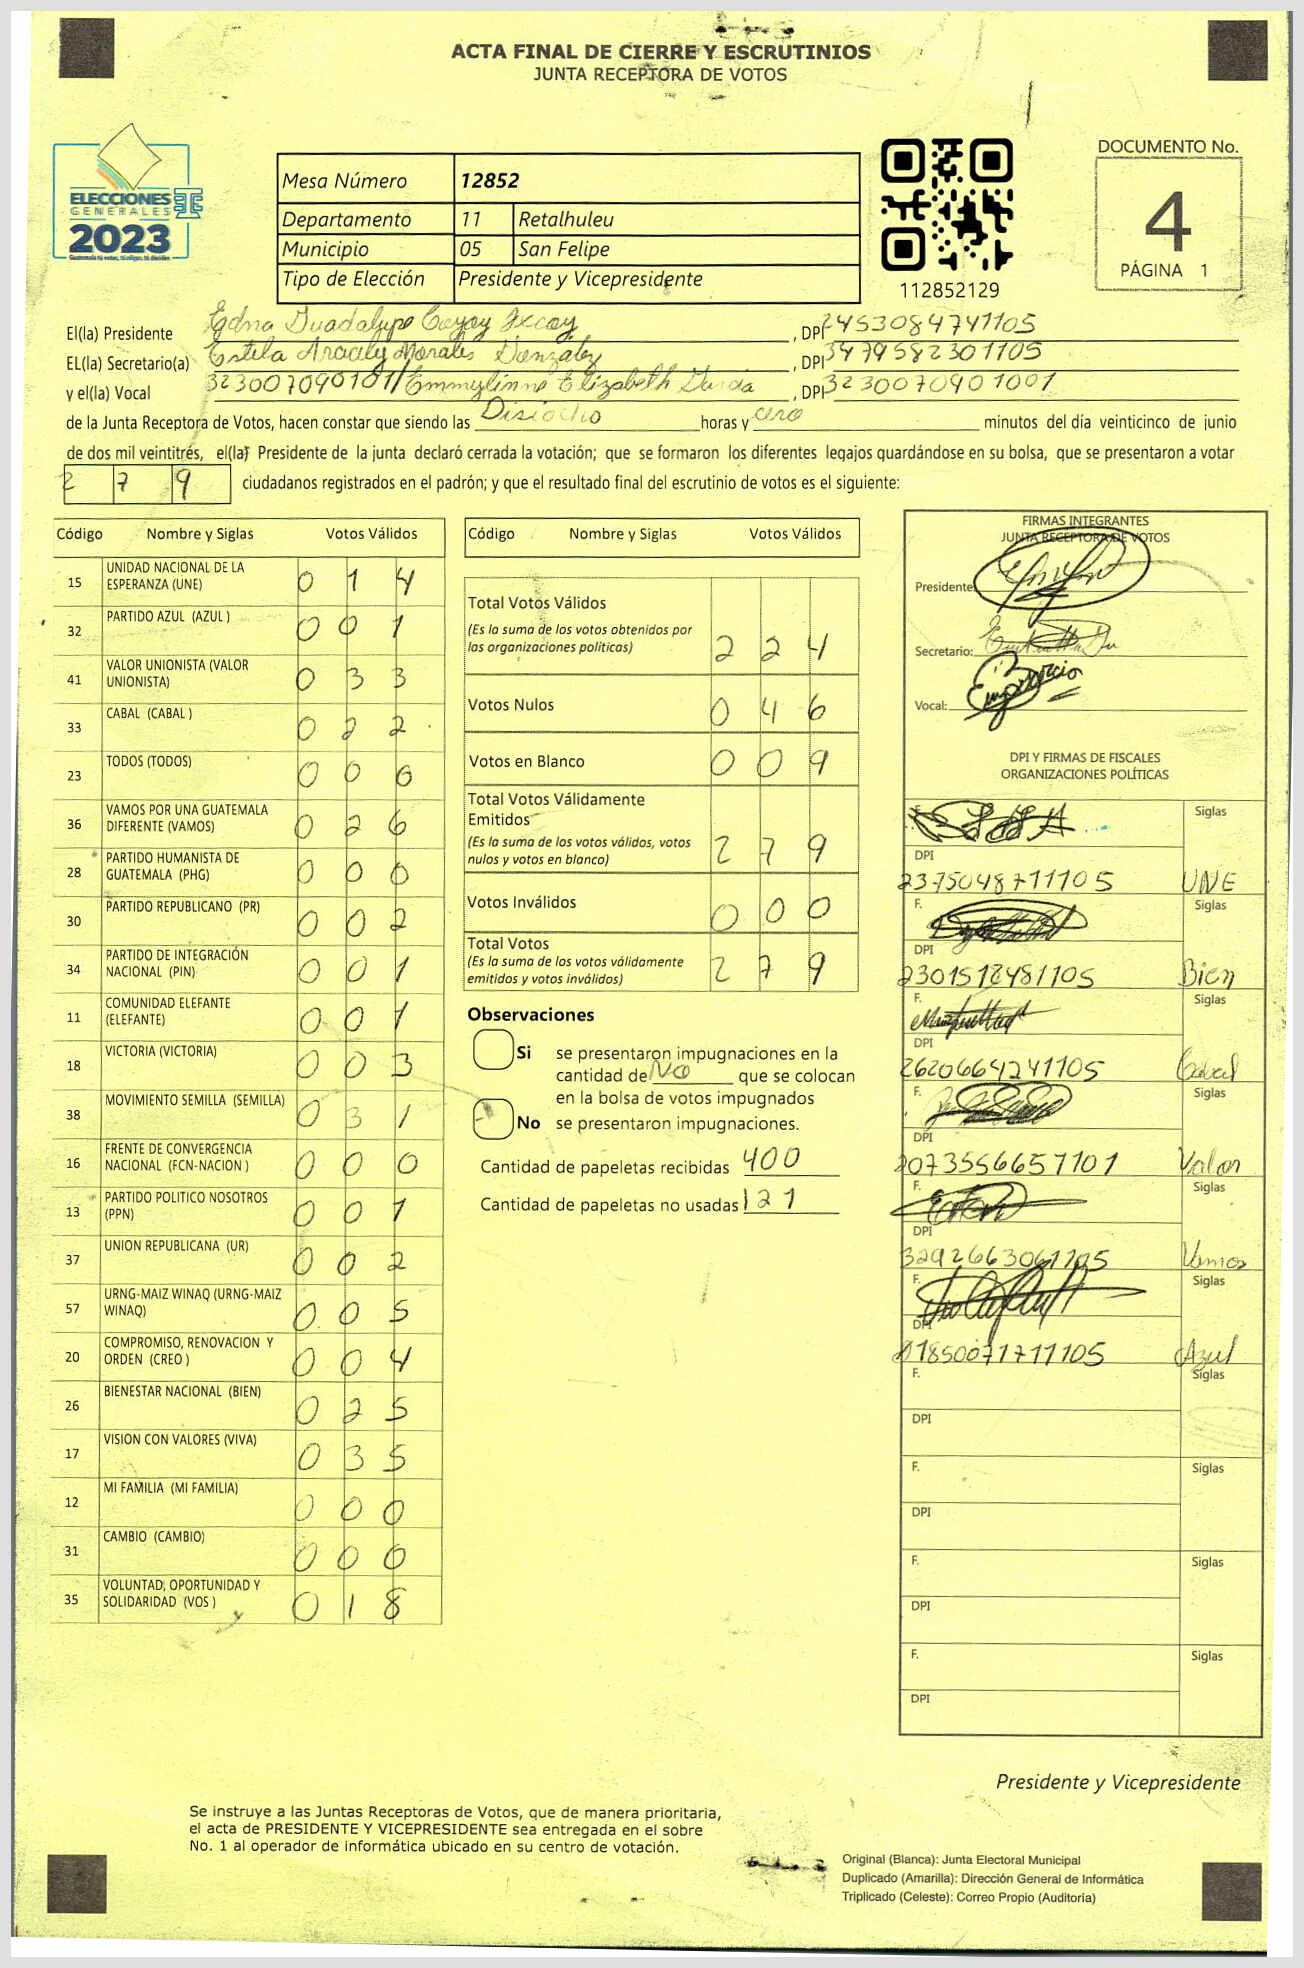 ACTA FINAL DE CIERRE Y ESCRUTINIOS
JUNTA RECEPTORA DE VOTOS
ELECCIONES
GENERALES
2023
Guatemala tú votas, tú eliges, tú decides
Mesa Número 12852
Departamento 11 Retalhuleu
Municipio 05 San Felipe
Tipo de Elección Presidente y Vicepresidente
112852129
DOCUMENTO No.
4
PÁGINA 1
El(la) Presidente Edna Guadalupe Coyoy Ixcoy, DPI 2453084741105
EL(la) Secretario(a) Estela Aracely Morales González, DPI 3479582301105
y el(la) Vocal 323007090101/Emmylinne Elizabeth Garcia, DPI 3230070901001
de la Junta Receptora de Votos, hacen constar que siendo las Disiocho horas y cero minutos del día veinticinco de junio
de dos mil veintitrés, el(la) Presidente de la junta declaró cerrada la votación; que se formaron los diferentes legajos quardándose en su bolsa, que se presentaron a votar
2 7 9 ciudadanos registrados en el padrón; y que el resultado final del escrutinio de votos es el siguiente:
Código Nombre y Siglas Votos Válidos
15 UNIDAD NACIONAL DE LA ESPERANZA (UNE) 0 1 4
32 PARTIDO AZUL (AZUL ) 0 0 1
41 VALOR UNIONISTA (VALOR UNIONISTA) 0 3 3
33 CABAL (CABAL ) 0 2 2
23 TODOS (TODOS) 0 0 0
36 VAMOS POR UNA GUATEMALA DIFERENTE (VAMOS) 0 2 6
28 PARTIDO HUMANISTA DE GUATEMALA (PHG) 0 0 0
30 PARTIDO REPUBLICANO (PR) 0 0 2
34 PARTIDO DE INTEGRACIÓN NACIONAL (PIN) 0 0 1
11 COMUNIDAD ELEFANTE (ELEFANTE) 0 0 1
18 VICTORIA (VICTORIA) 0 0 3
38 MOVIMIENTO SEMILLA (SEMILLA) 0 3 1
16 FRENTE DE CONVERGENCIA NACIONAL (FCN-NACION ) 0 0 0
13 PARTIDO POLITICO NOSOTROS (PPN) 0 0 1
37 UNION REPUBLICANA (UR) 0 0 2
57 URNG-MAIZ WINAQ (URNG-MAIZ WINAQ) 0 0 5
20 COMPROMISO, RENOVACION Y ORDEN (CREO ) 0 0 4
26 BIENESTAR NACIONAL (BIEN) 0 2 5
17 VISION CON VALORES (VIVA) 0 3 5
12 MI FAMILIA (MI FAMILIA) 0 0 0
31 CAMBIO (CAMBIO) 0 0 0
35 VOLUNTAD, OPORTUNIDAD Y SOLIDARIDAD (VOS ) 0 1 8
Código Nombre y Siglas Votos Válidos
Total Votos Válidos
(Es la suma de los votos obtenidos por
las organizaciones políticas) 2 2 4
Votos Nulos 0 4 6
Votos en Blanco 0 0 9
Total Votos Válidamente
Emitidos
(Es la suma de los votos válidos, votos
nulos y votos en blanco) 2 7 9
Votos Inválidos 0 0 0
Total Votos
(Es la suma de los votos válidamente
emitidos y votos inválidos) 2 7 9
Observaciones
Si se presentaron impugnaciones en la
cantidad de No que se colocan
en la bolsa de votos impugnados
No se presentaron impugnaciones.
Cantidad de papeletas recibidas 400
Cantidad de papeletas no usadas 121
FIRMAS INTEGRANTES
JUNTA RECEPTORA DE VOTOS
Presidente:
Secretario:
Vocal:
DPI Y FIRMAS DE FISCALES
ORGANIZACIONES POLÍTICAS
F. Siglas
DPI
2375048711105 UNE
F. Siglas
DPI
2301512481105 Bien
F. Siglas
DPI
2620664241105 Cabal
F. Siglas
DPI
2073556657101 Valor
F. Siglas
DPI
3292663061105 Vamos
F. Siglas
DPI
01850071711105 Azul
F. Siglas
DPI
F. Siglas
DPI
F. Siglas
DPI
F. Siglas
DPI
Presidente y Vicepresidente
Se instruye a las Juntas Receptoras de Votos, que de manera prioritaria,
el acta de PRESIDENTE Y VICEPRESIDENTE sea entregada en el sobre
No. 1 al operador de informática ubicado en su centro de votación.
Original (Blanca): Junta Electoral Municipal
Duplicado (Amarilla): Dirección General de Informática
Triplicado (Celeste): Correo Propio (Auditoría)